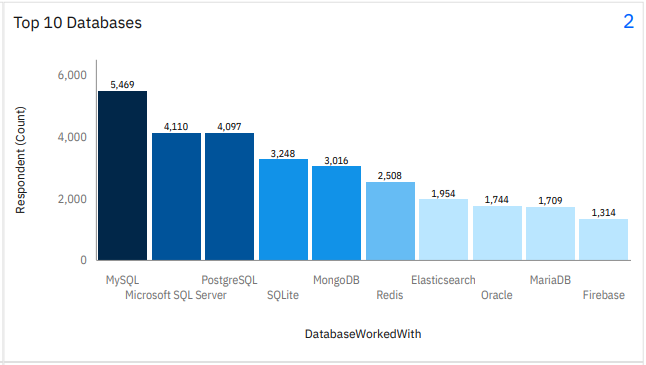 Top 10 Databases
2
Respondent (Count)
6,000
4,000
2,000
0
5,469
4,110
4,097
3,248
3,016
2,508
1,954
1,744
1,709
1,314
MySQL
Microsoft SQL Server
PostgreSQL
SQLite
MongoDB
Redis
Elasticsearch
Oracle
MariaDB
Firebase
DatabaseWorkedWith